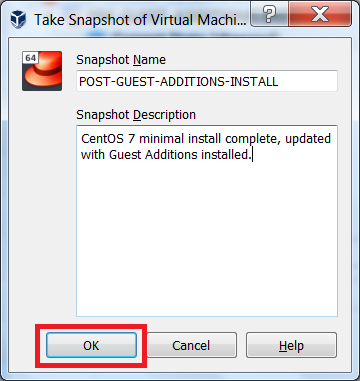 Take Snapshot of Virtual Machi...
64
Snapshot Name
POST-GUEST-ADDITIONS-INSTALL
Snapshot Description
CentOS 7 minimal install complete, updated
with Guest Additions installed.
OK
Cancel
Help